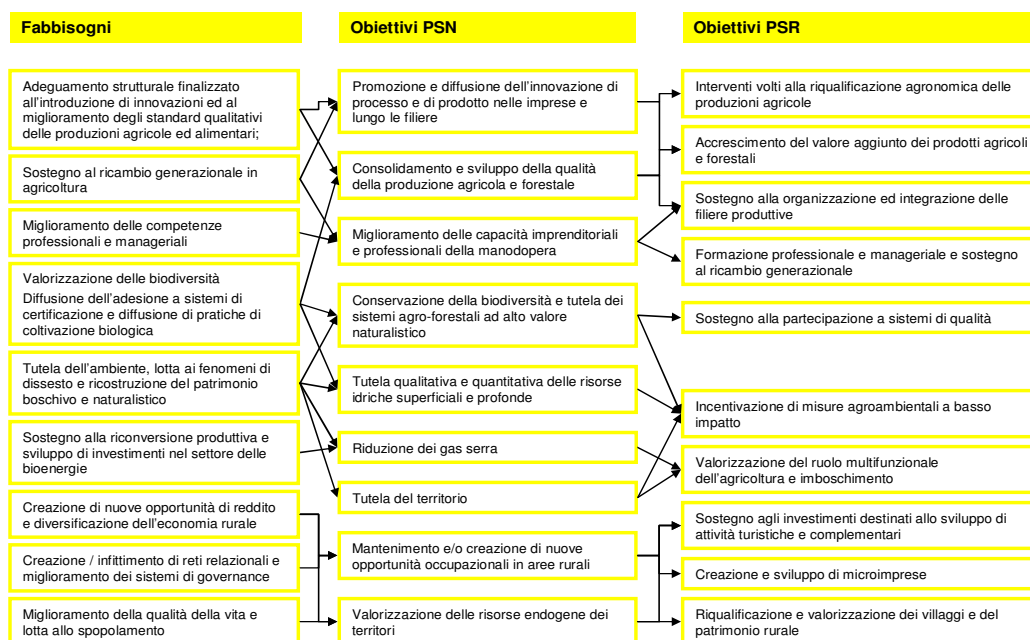 Fabbisogni
Obiettivi PSN
Obiettivi PSR
Adeguamento strutturale finalizzato
all'introduzione di innovazioni ed al
miglioramento degli standard qualitativi
delle produzioni agricole ed alimentari;
Sostegno al ricambio generazionale in
agricoltura
Miglioramento delle competenze
professionali e manageriali
Valorizzazione delle biodiversità
Diffusione dell'adesione a sistemi di
certificazione e diffusione di pratiche di
coltivazione biologica
Tutela dell'ambiente, lotta ai fenomeni di
dissesto e ricostruzione del patrimonio
boschivo e naturalistico
Sostegno alla riconversione produttiva e
sviluppo di investimenti nel settore delle
bioenergie
Creazione di nuove opportunità di reddito
e diversificazione dell'economia rurale
Creazione / infittimento di reti relazionali e
miglioramento dei sistemi di governance
Miglioramento della qualità della vita e
lotta allo spopolamento
Promozione e diffusione dell'innovazione di
processo e di prodotto nelle imprese e
lungo le filiere
Consolidamento e sviluppo della qualità
della produzione agricola e forestale
Miglioramento delle capacità imprenditoriali
e professionali della manodopera
Conservazione della biodiversità e tutela dei
sistemi agro-forestali ad alto valore
naturalistico
Tutela qualitativa e quantitativa delle risorse
idriche superficiali e profonde
Riduzione dei gas serra
Tutela del territorio
Mantenimento e/o creazione di nuove
opportunità occupazionali in aree rurali
Valorizzazione delle risorse endogene dei
territori
Interventi volti alla riqualificazione agronomica delle
produzioni agricole
Accrescimento del valore aggiunto dei prodotti agricoli
e forestali
Sostegno alla organizzazione ed integrazione delle
filiere produttive
Formazione professionale e manageriale e sostegno
al ricambio generazionale
Sostegno alla partecipazione a sistemi di qualità
Incentivazione di misure agroambientali a basso
impatto
Valorizzazione del ruolo multifunzionale
dell'agricoltura e imboschimento
Sostegno agli investimenti destinati allo sviluppo di
attività turistiche e complementari
Creazione e sviluppo di microimprese
Riqualificazione e valorizzazione dei villaggi e del
patrimonio rurale